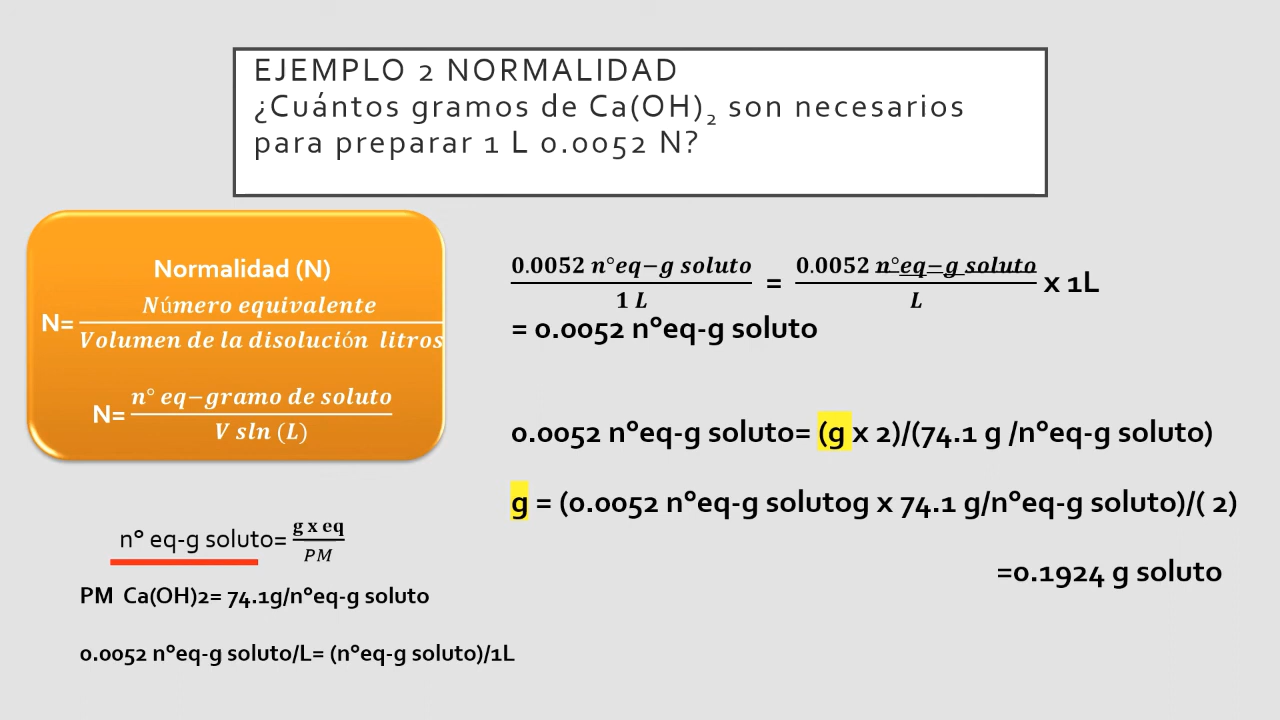 EJEMPLO 2 NORMALIDAD
¿Cuántos gramos de Ca(OH)₂ son necesarios
para preparar 1 L 0.0052 N?
Normalidad (N)
N= Número equivalente / Volumen de la disolución litros
N= n° eq−gramo de soluto / V sln (L)
n° eq-g soluto= g x eq / PM
PM Ca(OH)2= 74.1g/n°eq-g soluto
0.0052 n°eq-g soluto/L= (n°eq-g soluto)/1L
0.0052 n°eq−g soluto / 1 L = 0.0052 n°eq−g soluto / L x 1L
= 0.0052 n°eq-g soluto
0.0052 n°eq-g soluto= (g x 2)/(74.1 g /n°eq-g soluto)
g = (0.0052 n°eq-g solutog x 74.1 g/n°eq-g soluto)/( 2)
=0.1924 g soluto